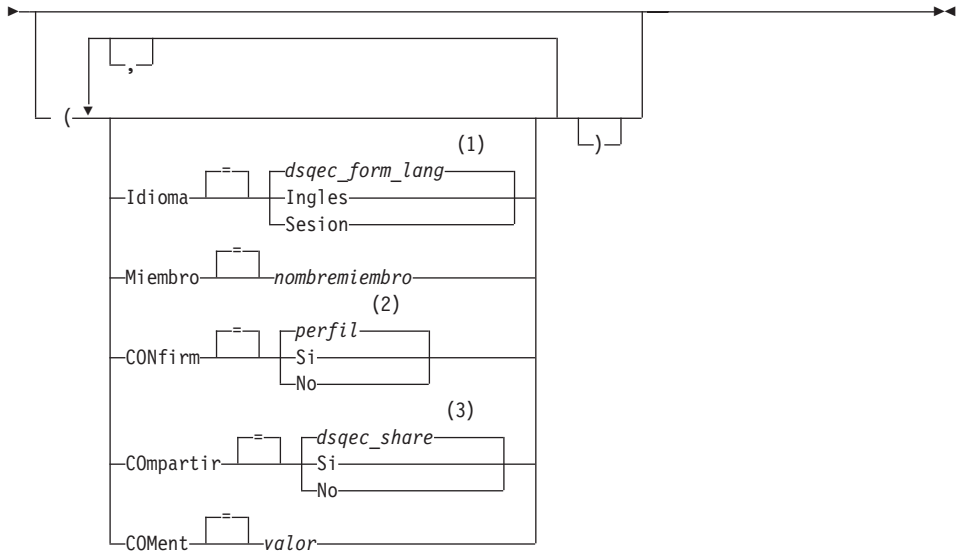 ,
( )
(1)
Idioma = dsqec_form_lang
Ingles
Sesion
Miembro = nombremiembro
(2)
CONfirm = perfil
Si
No
(3)
COmpartir = dsqec_share
Si
No
COMent = valor